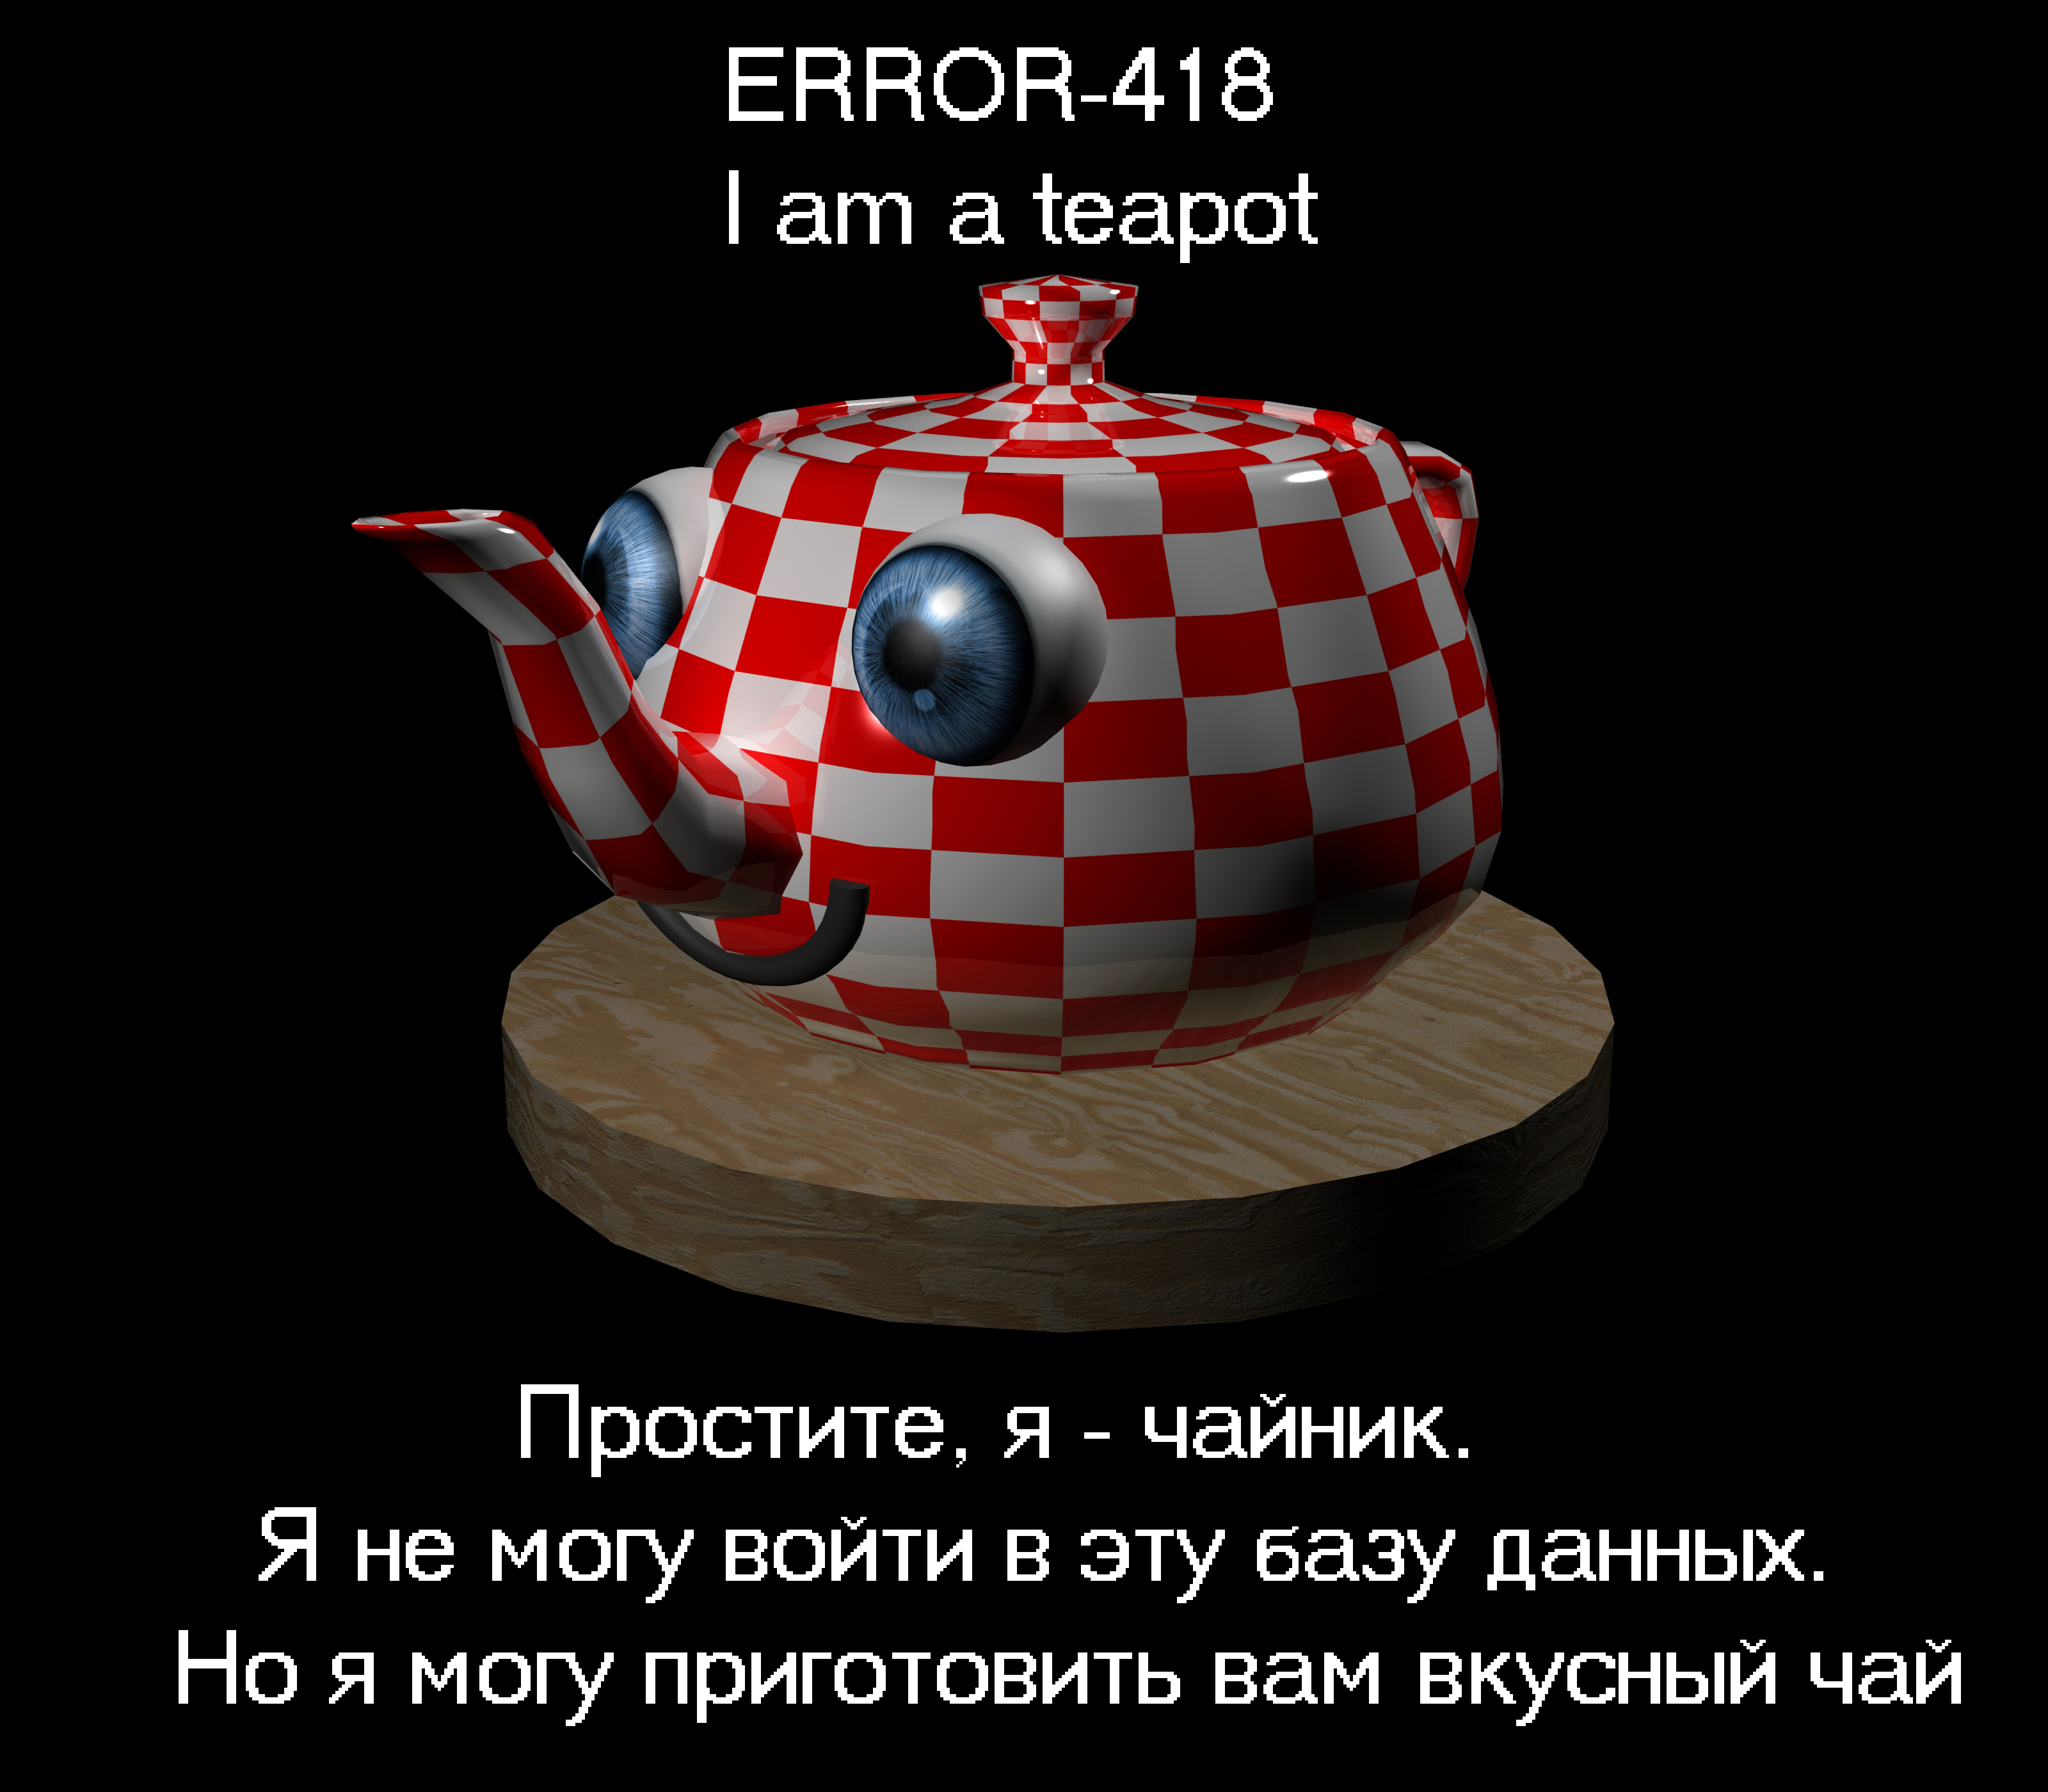 ERROR-418
I am a teapot
Простите, я - чайник.
Я не могу войти в эту базу данных.
Но я могу приготовить вам вкусный чай